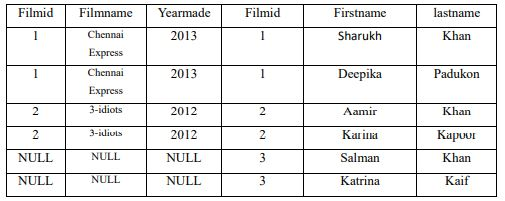 Filmid Filmname Yearmade Filmid Firstname lastname
1 Chennai Express 2013 1 Sharukh Khan
1 Chennai Express 2013 1 Deepika Padukon
2 3-idiots 2012 2 Aamir Khan
2 3-idiots 2012 2 Karina Kapoor
NULL NULL NULL 3 Salman Khan
NULL NULL NULL 3 Katrina Kaif